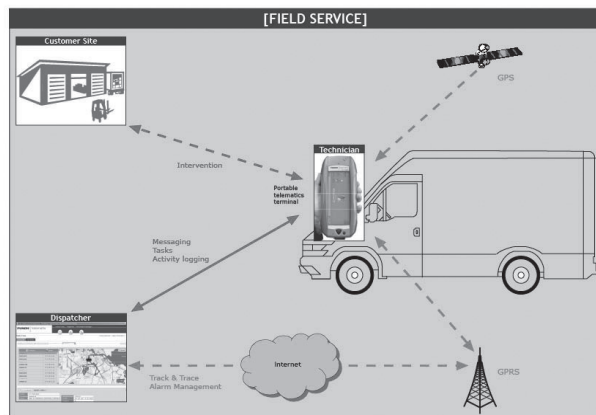 [FIELD SERVICE]
Customer Site
GPS
Technician
Intervention
Portable
telematics
terminal
Messaging
Tasks
Activity logging
Dispatcher
Internet
Track & Trace
Alarm Management
GPRS